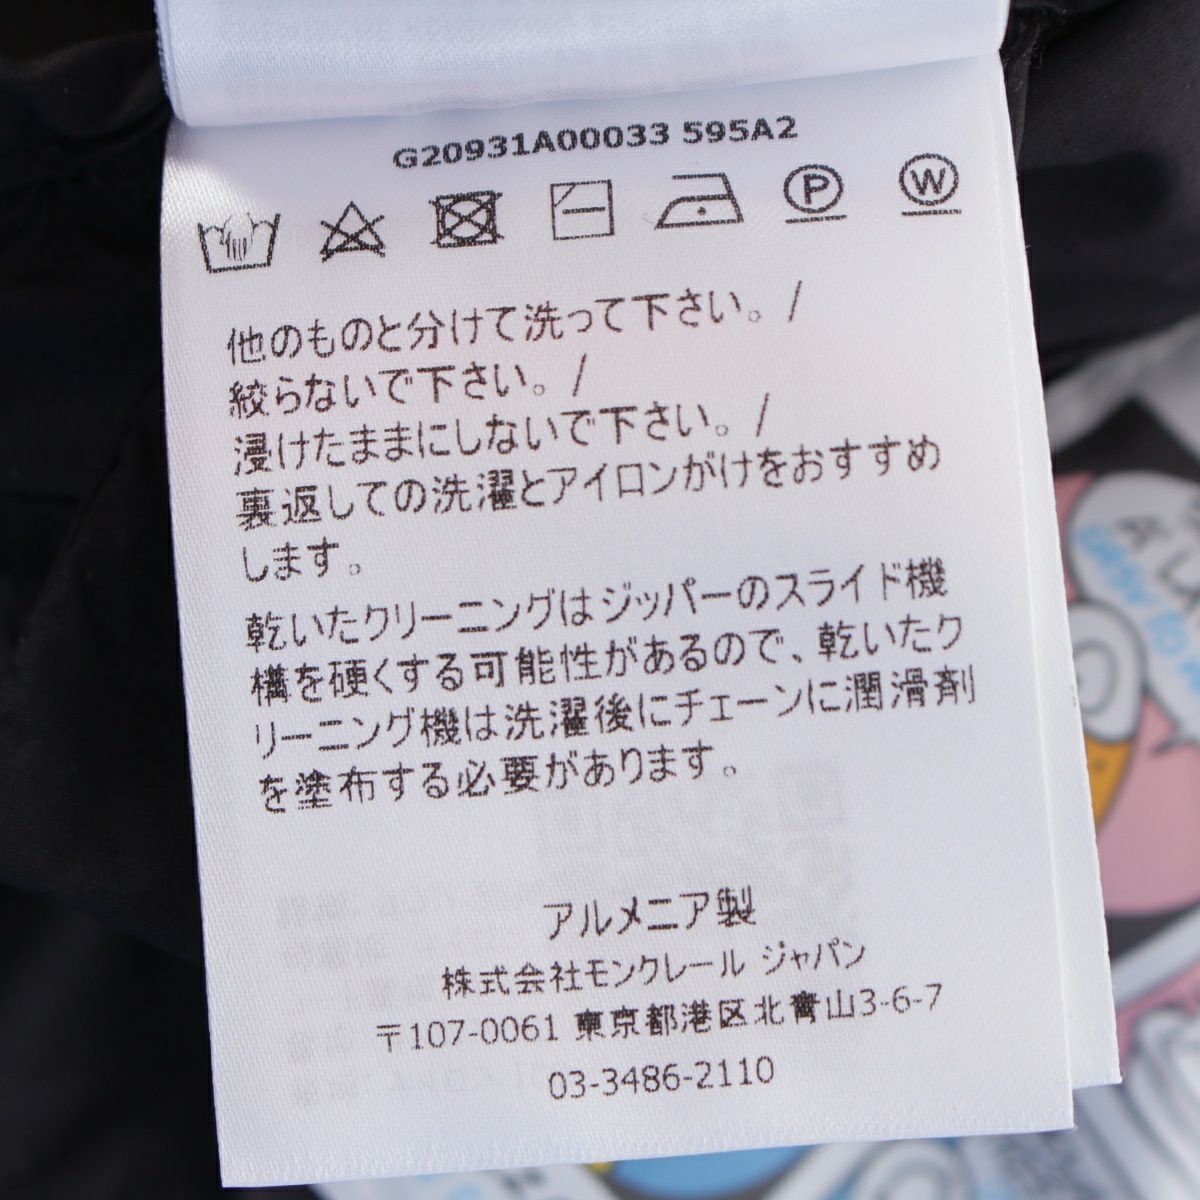 G20931A00033 595A2
P W
他のものと分けて洗って下さい。/
絞らないで下さい。/
浸けたままにしないで下さい。/
裏返しての洗濯とアイロンがけをおすすめ
します。
乾いたクリーニングはジッパーのスライド機
構を硬くする可能性があるので、乾いたク
リーニング機は洗濯後にチェーンに潤滑剤
を塗布する必要があります。
アルメニア製
株式会社モンクレール ジャパン
〒107-0061 東京都港区北青山3-6-7
03-3486-2110